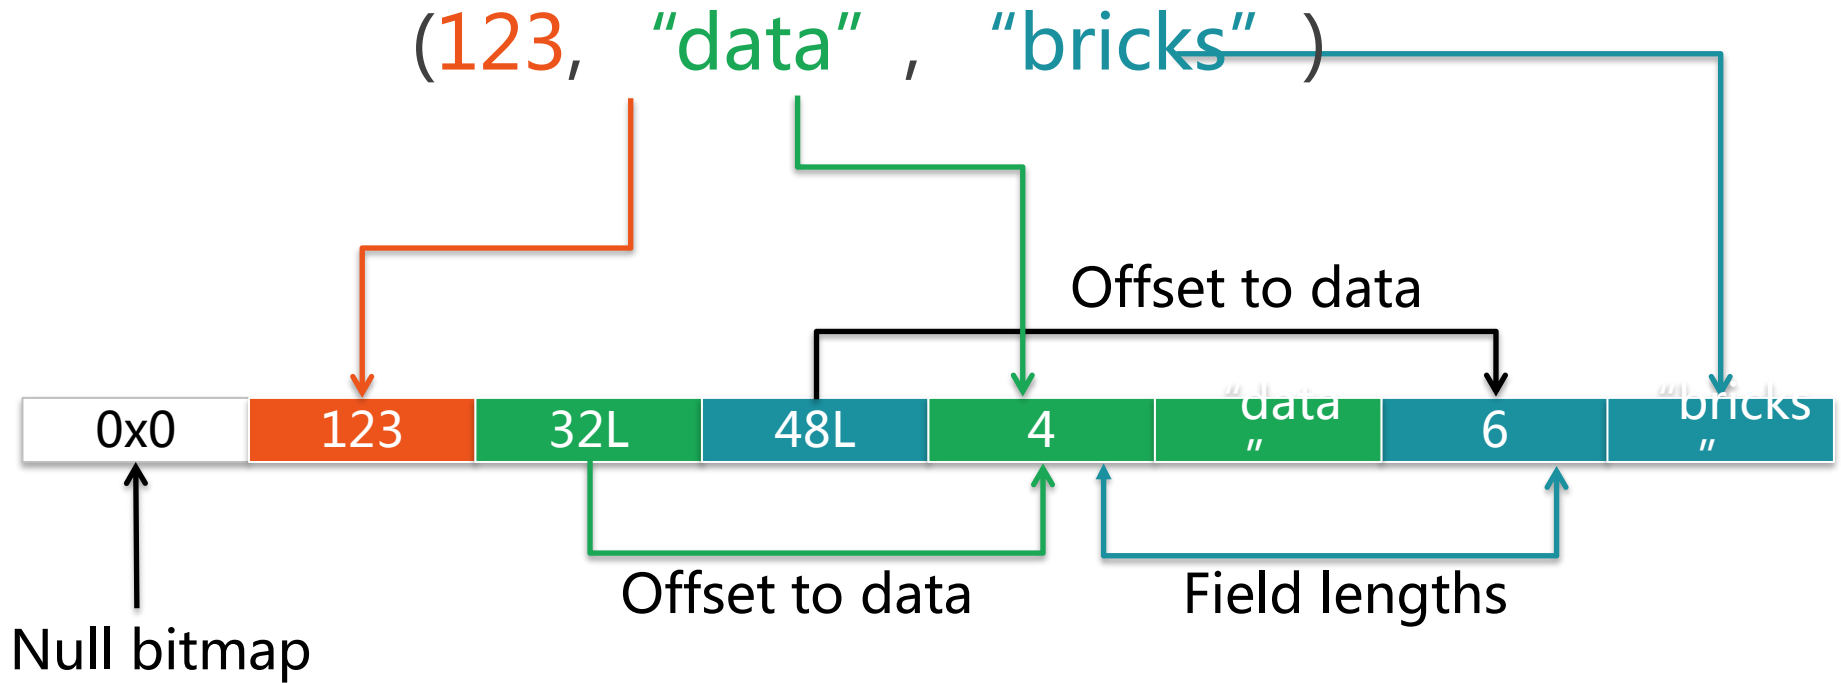 (123, “data” , “bricks” )
Offset to data
0x0 123 32L 48L 4 “data” 6 “bricks”
Offset to data Field lengths
Null bitmap